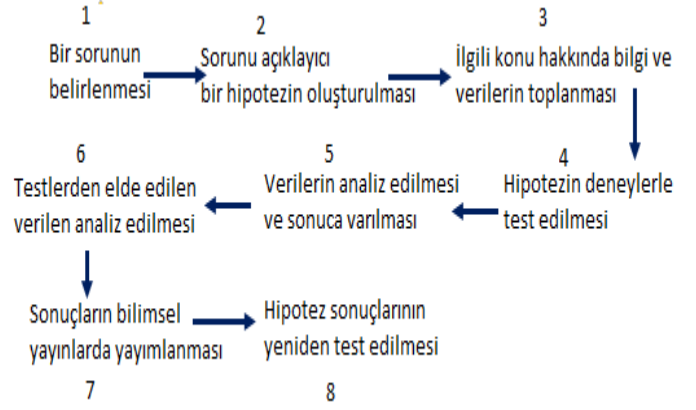 1
Bir sorunun
belirlenmesi
2
Sorunu açıklayıcı
bir hipotezin oluşturulması
3
İlgili konu hakkında bilgi ve
verilerin toplanması
4
Hipotezin deneylerle
test edilmesi
5
Verilerin analiz edilmesi
ve sonuca varılması
6
Testlerden elde edilen
verilen analiz edilmesi
Sonuçların bilimsel
yayınlarda yayımlanması
7
Hipotez sonuçlarının
yeniden test edilmesi
8